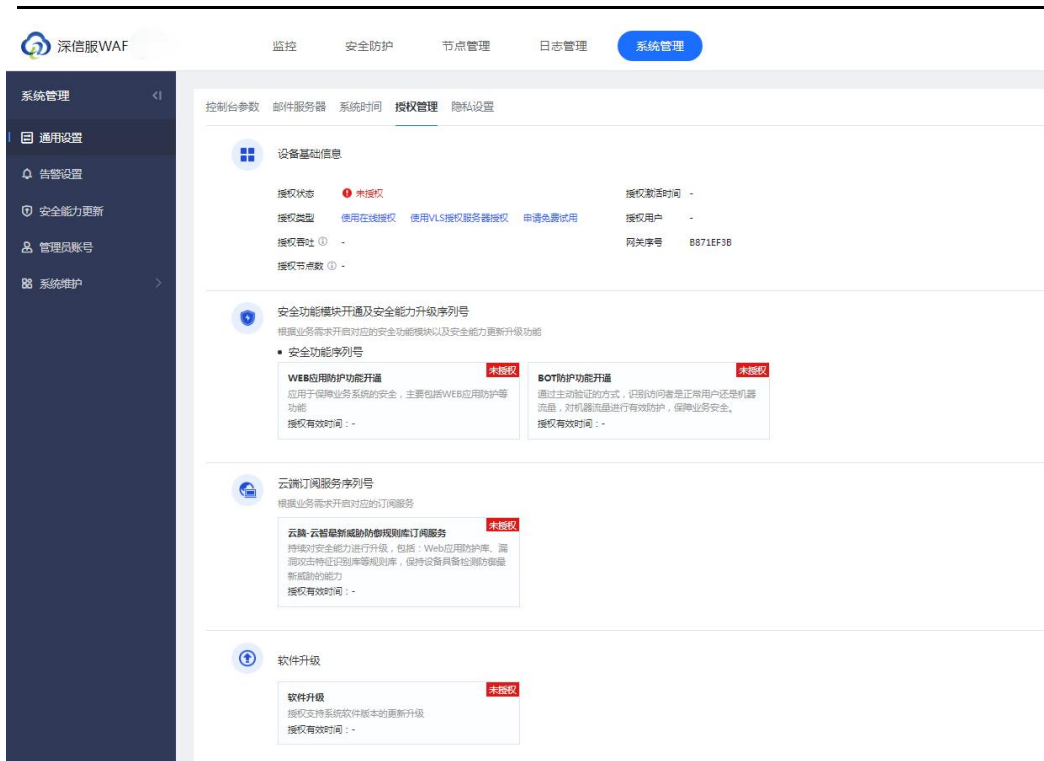 深信服WAF
监控 安全防护 节点管理 日志管理 系统管理
系统管理
通用设置
告警设置
安全能力更新
管理员账号
系统维护
控制台参数 邮件服务器 系统时间 授权管理 隐私设置
设备基础信息
授权状态 未授权 授权激活时间 -
授权类型 使用在线授权 使用VLS授权服务器授权 申请免费试用 授权用户 -
授权吞吐 - 网关序号 B871EF3B
授权节点数 -
安全功能模块开通及安全能力升级序列号
根据业务需求开启对应的安全功能模块以及安全能力更新升级功能
• 安全功能序列号
未授权
WEB应用防护功能开通
应用于保障业务系统的安全，主要包括WEB应用防护等
功能
授权有效时间：-
未授权
BOT防护功能开通
通过主动验证的方式，识别访问者是正常用户还是机器
流量，对机器流量进行有效防护，保障业务安全。
授权有效时间：-
云端订阅服务序列号
根据业务需求开启对应的订阅服务
未授权
云脑-云智最新威胁防御规则库订阅服务
持续对安全能力进行升级，包括：Web应用防护库、漏
洞攻击特征识别库等规则库，保持设备具备检测防御最
新威胁的能力
授权有效时间：-
软件升级
未授权
软件升级
授权支持系统软件版本的更新升级
授权有效时间：-